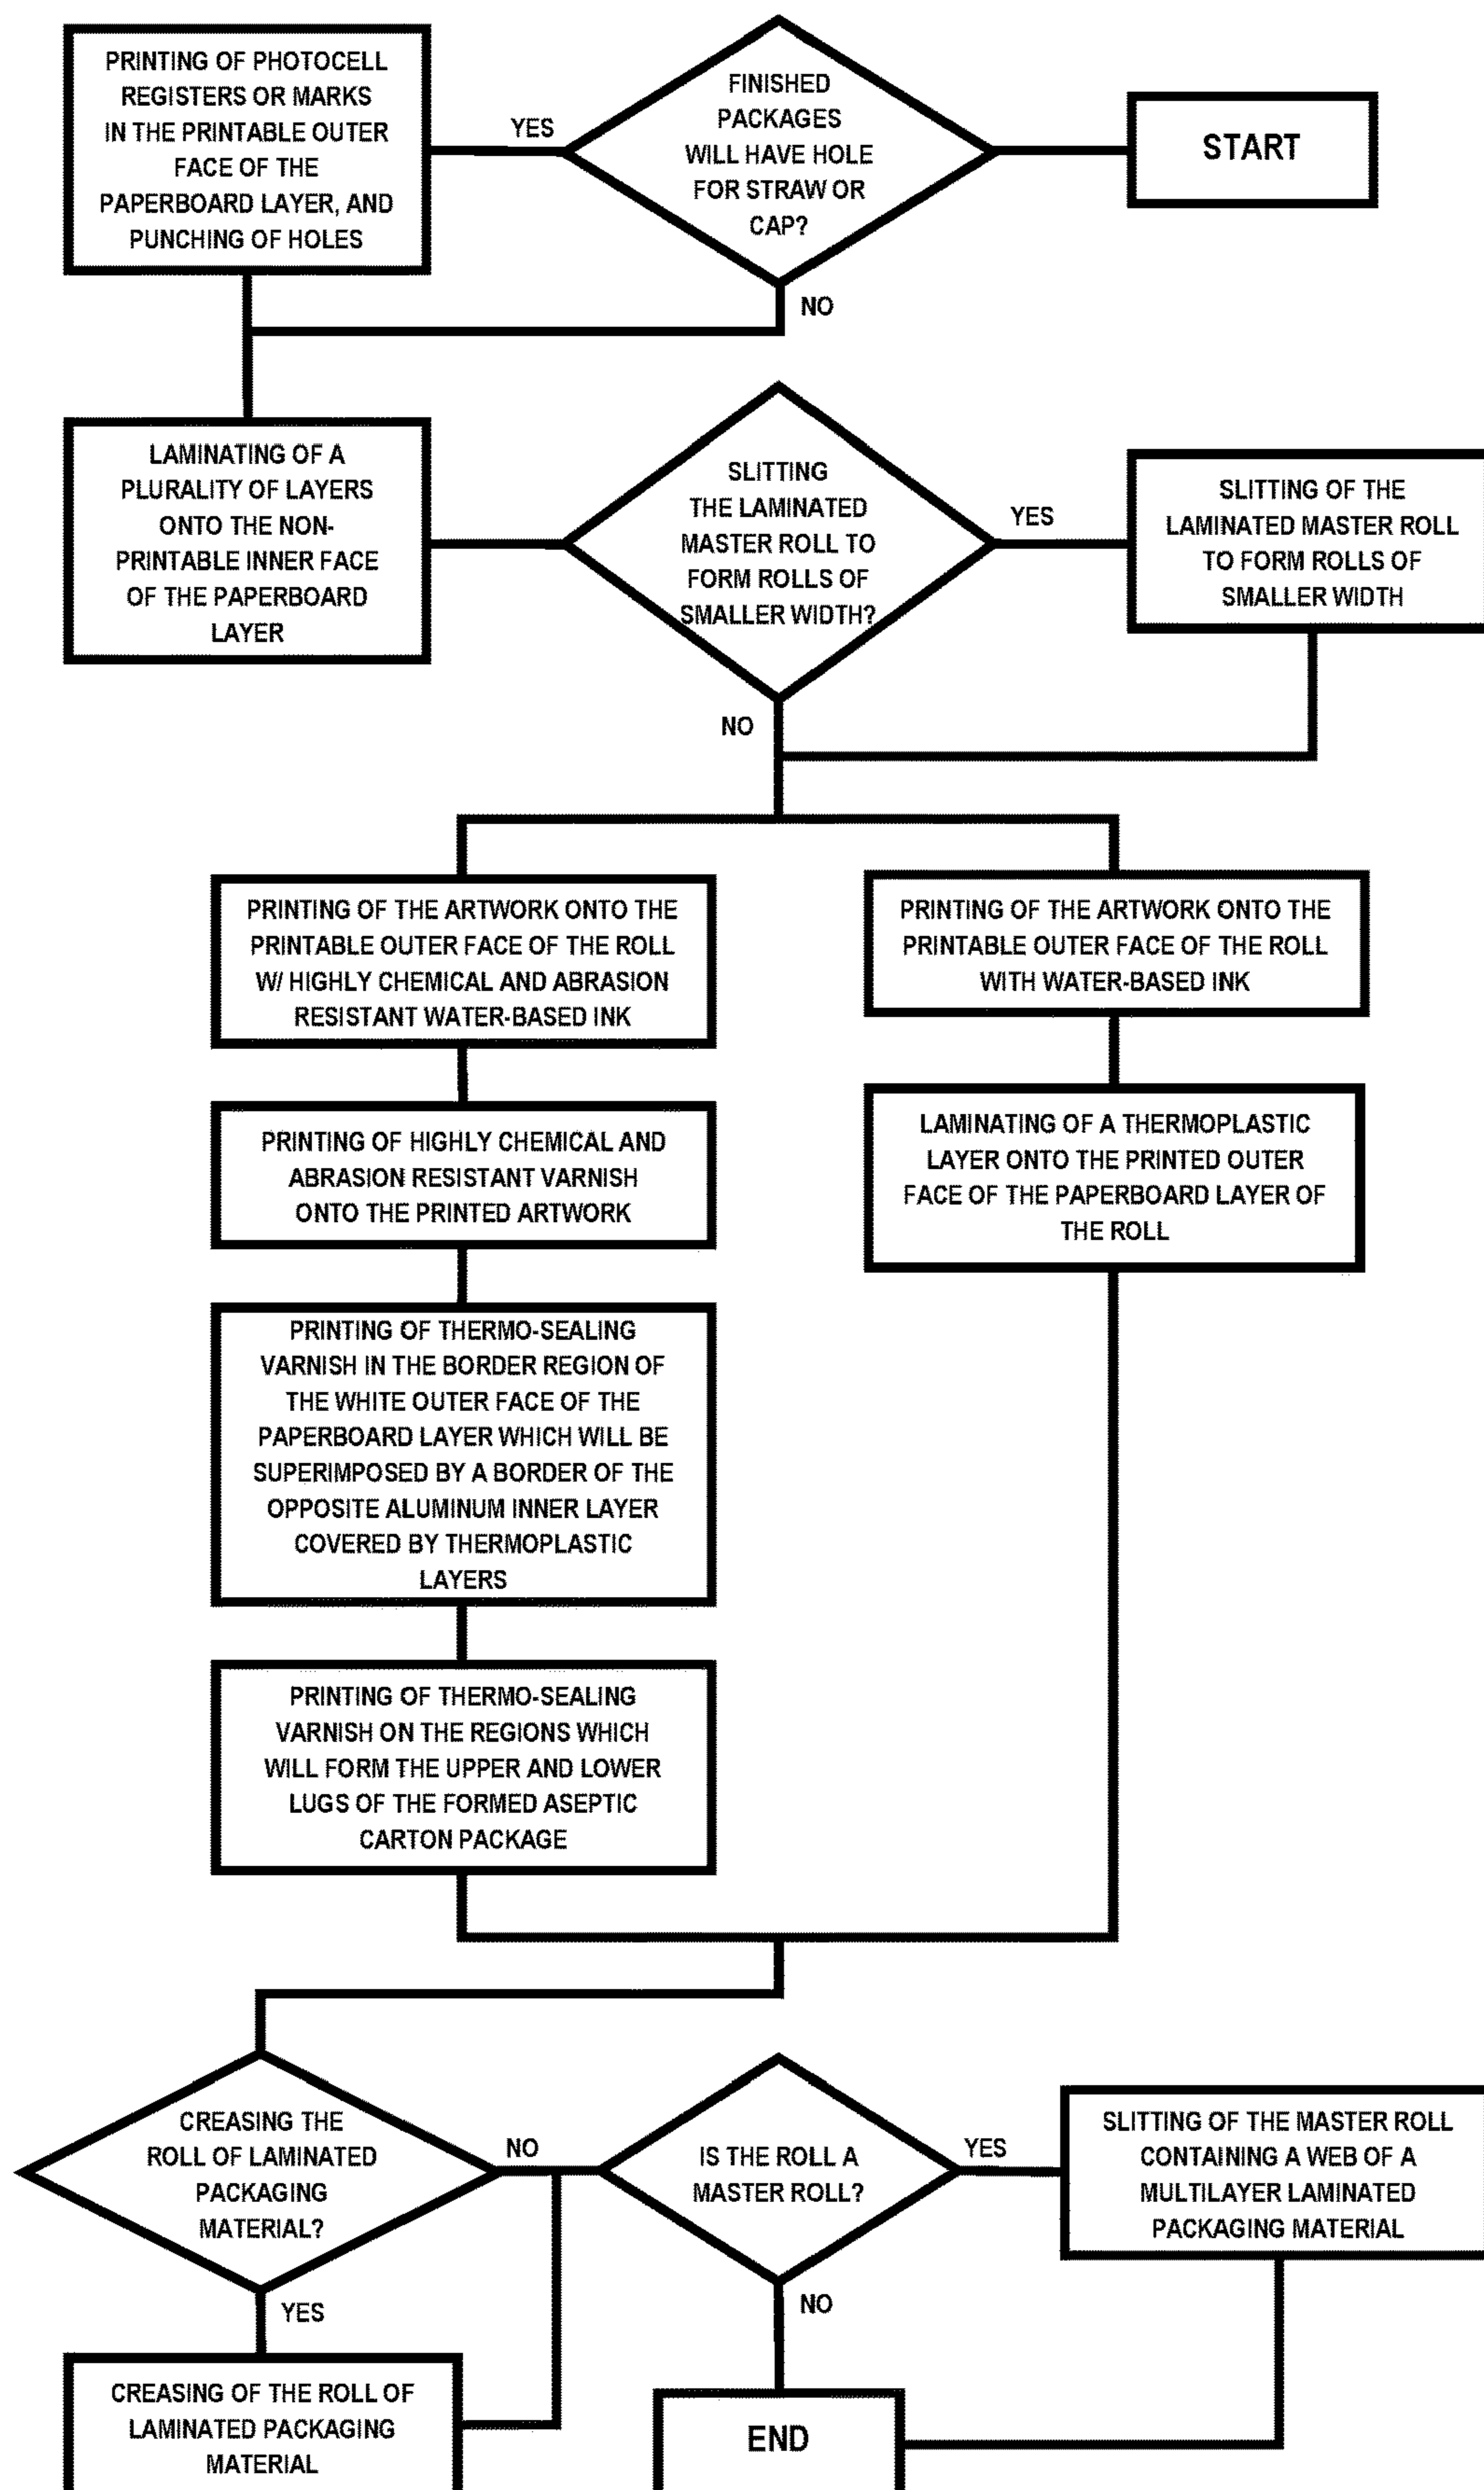 PRINTING OF PHOTOCELL
REGISTERS OR MARKS
IN THE PRINTABLE OUTER
FACE OF THE
PAPERBOARD LAYER, AND
PUNCHING OF HOLES
YES
FINISHED
PACKAGES
WILL HAVE HOLE
FOR STRAW OR
CAP?
START
NO
LAMINATING OF A
PLURALITY OF LAYERS
ONTO THE NON-
PRINTABLE INNER FACE
OF THE PAPERBOARD
LAYER
SLITTING
THE LAMINATED
MASTER ROLL TO
FORM ROLLS OF
SMALLER WIDTH?
YES
SLITTING OF THE
LAMINATED MASTER ROLL
TO FORM ROLLS OF
SMALLER WIDTH
NO
PRINTING OF THE ARTWORK ONTO THE
PRINTABLE OUTER FACE OF THE ROLL
W/ HIGHLY CHEMICAL AND ABRASION
RESISTANT WATER-BASED INK
PRINTING OF THE ARTWORK ONTO THE
PRINTABLE OUTER FACE OF THE ROLL
WITH WATER-BASED INK
PRINTING OF HIGHLY CHEMICAL AND
ABRASION RESISTANT VARNISH
ONTO THE PRINTED ARTWORK
LAMINATING OF A THERMOPLASTIC
LAYER ONTO THE PRINTED OUTER
FACE OF THE PAPERBOARD LAYER OF
THE ROLL
PRINTING OF THERMO-SEALING
VARNISH IN THE BORDER REGION OF
THE WHITE OUTER FACE OF THE
PAPERBOARD LAYER WHICH WILL BE
SUPERIMPOSED BY A BORDER OF THE
OPPOSITE ALUMINUM INNER LAYER
COVERED BY THERMOPLASTIC
LAYERS
PRINTING OF THERMO-SEALING
VARNISH ON THE REGIONS WHICH
WILL FORM THE UPPER AND LOWER
LUGS OF THE FORMED ASEPTIC
CARTON PACKAGE
CREASING THE
ROLL OF LAMINATED
PACKAGING
MATERIAL?
NO
IS THE ROLL A
MASTER ROLL?
YES
SLITTING OF THE MASTER ROLL
CONTAINING A WEB OF A
MULTILAYER LAMINATED
PACKAGING MATERIAL
YES
NO
CREASING OF THE ROLL OF
LAMINATED PACKAGING
MATERIAL
END